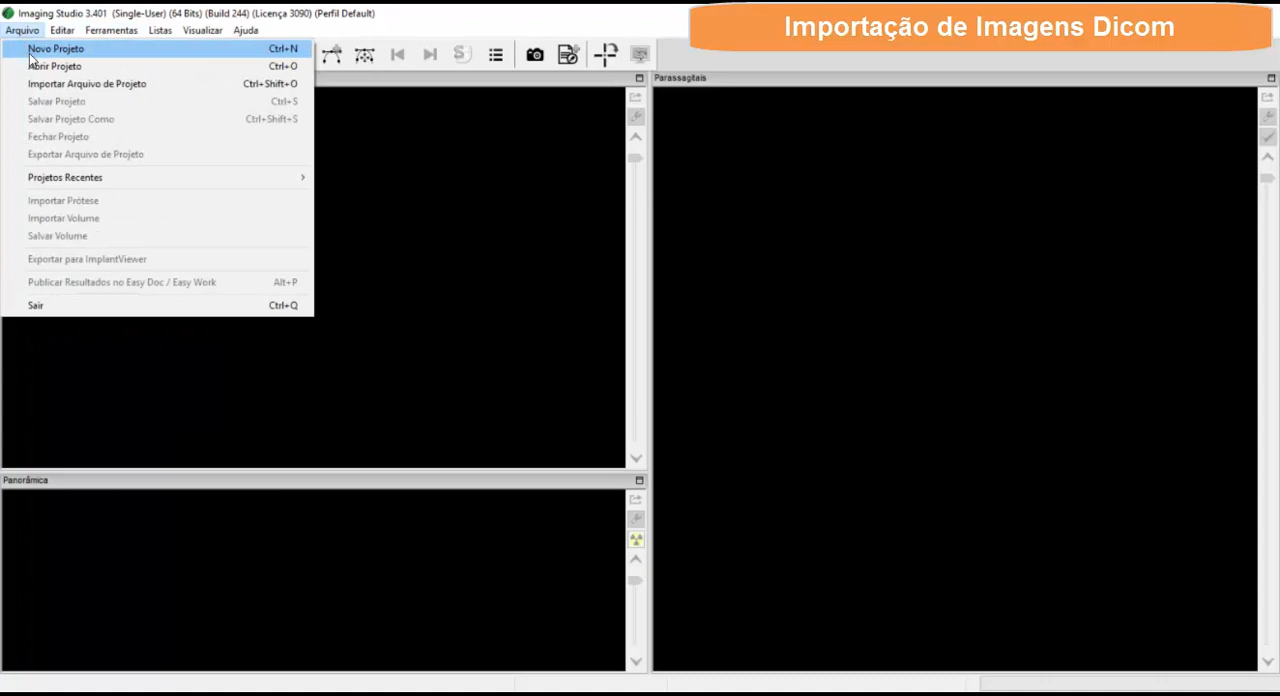 Imaging Studio 3.401 (Single-User) (64 Bits) (Build 244) (Licença 3090) (Perfil Default)
Importação de Imagens Dicom
Arquivo Editar Ferramentas Listas Visualizar Ajuda
Novo Projeto Ctrl+N
Abrir Projeto Ctrl+O
Importar Arquivo de Projeto Ctrl+Shift+O
Salvar Projeto Ctrl+S
Salvar Projeto Como Ctrl+Shift+S
Fechar Projeto
Exportar Arquivo de Projeto
Projetos Recentes
Importar Prótese
Importar Volume
Salvar Volume
Exportar para ImplantViewer
Publicar Resultados no Easy Doc / Easy Work Alt+P
Sair Ctrl+Q
Parassagitais
Panorâmica